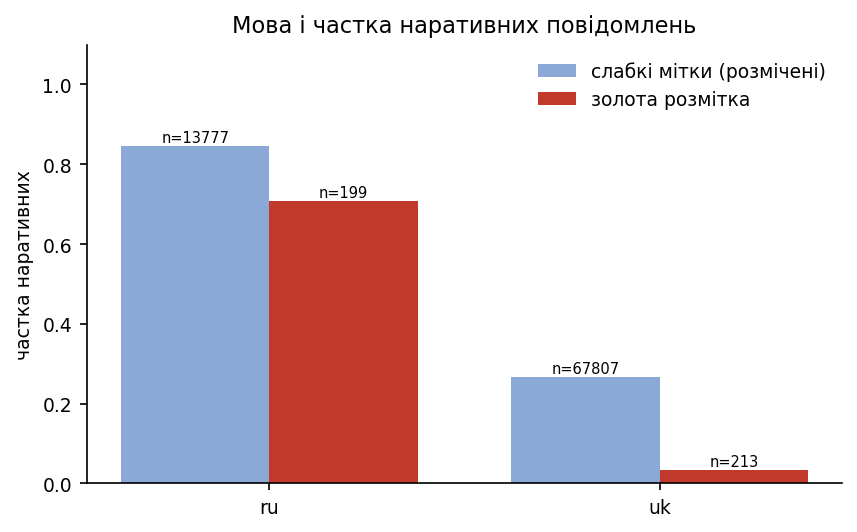 Мова і частка наративних повідомлень
слабкі мітки (розмічені)
золота розмітка
частка наративних
1.0
0.8
0.6
0.4
0.2
0.0
n=13777
n=199
n=67807
n=213
ru
uk